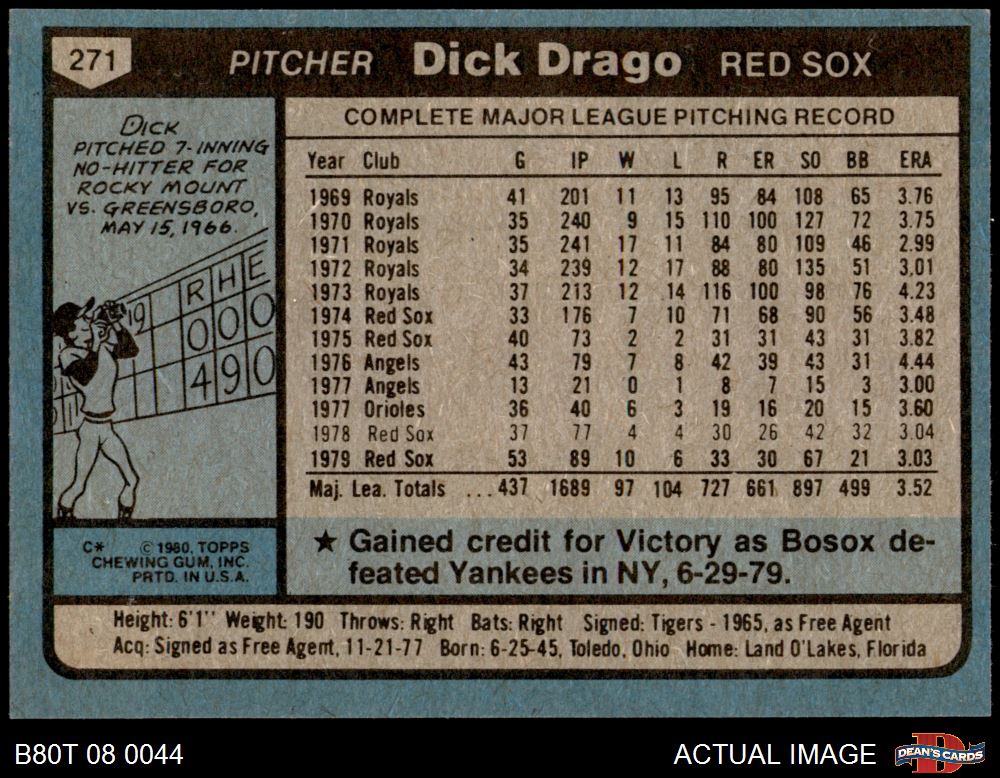 271 PITCHER Dick Drago RED SOX
DICK
PITCHED 7-INNING
NO-HITTER FOR
ROCKY MOUNT
VS. GREENSBORO,
MAY 15, 1966.
R H E
19 0 0 0
4 9 0
C* © 1980, TOPPS
CHEWING GUM, INC.
PRTD. IN U.S.A.
COMPLETE MAJOR LEAGUE PITCHING RECORD
Year Club G IP W L R ER SO BB ERA
1969 Royals 41 201 11 13 95 84 108 65 3.76
1970 Royals 35 240 9 15 110 100 127 72 3.75
1971 Royals 35 241 17 11 84 80 109 46 2.99
1972 Royals 34 239 12 17 88 80 135 51 3.01
1973 Royals 37 213 12 14 116 100 98 76 4.23
1974 Red Sox 33 176 7 10 71 68 90 56 3.48
1975 Red Sox 40 73 2 2 31 31 43 31 3.82
1976 Angels 43 79 7 8 42 39 43 31 4.44
1977 Angels 13 21 0 1 8 7 15 3 3.00
1977 Orioles 36 40 6 3 19 16 20 15 3.60
1978 Red Sox 37 77 4 4 30 26 42 32 3.04
1979 Red Sox 53 89 10 6 33 30 67 21 3.03
Maj. Lea. Totals ... 437 1689 97 104 727 661 897 499 3.52
★ Gained credit for Victory as Bosox de-
feated Yankees in NY, 6-29-79.
Height: 6'1" Weight: 190 Throws: Right Bats: Right Signed: Tigers - 1965, as Free Agent
Acq: Signed as Free Agent, 11-21-77 Born: 6-25-45, Toledo, Ohio Home: Land O'Lakes, Florida
B80T 08 0044 ACTUAL IMAGE DEAN'S CARDS